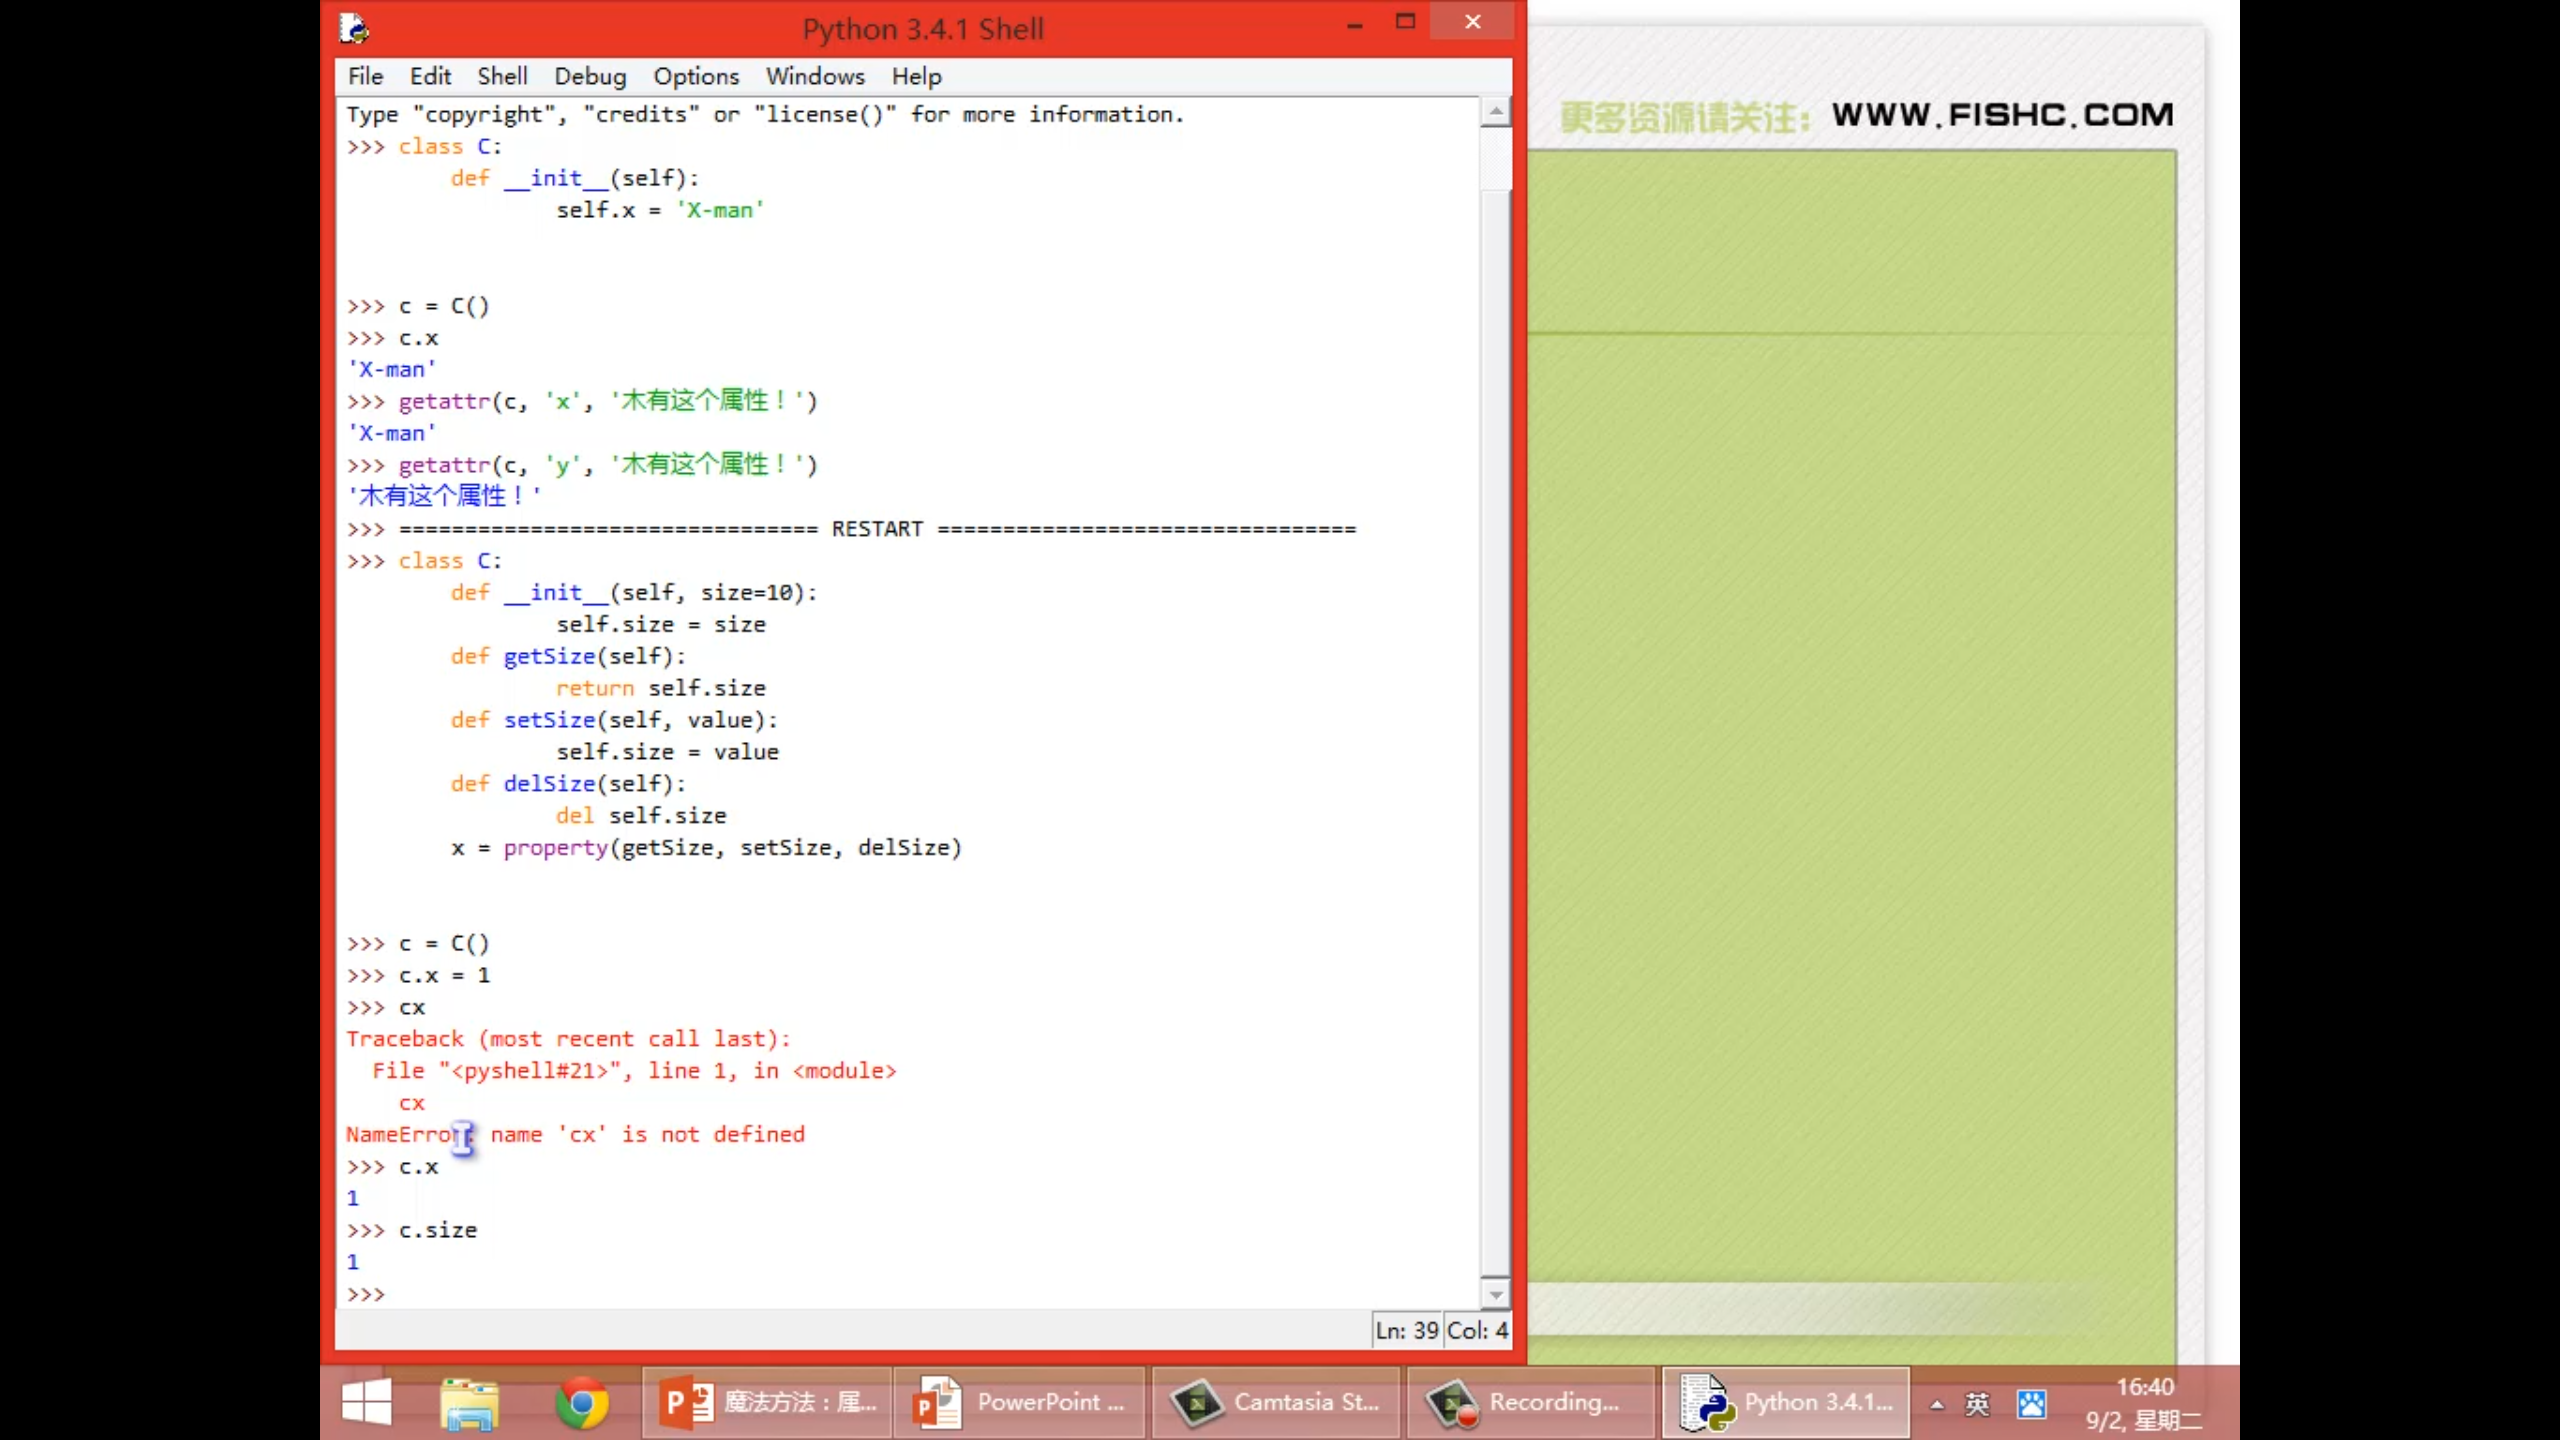 Python 3.4.1 Shell
File Edit Shell Debug Options Windows Help
Type "copyright", "credits" or "license()" for more information.
>>> class C:
        def __init__(self):
                self.x = 'X-man'
>>> c = C()
>>> c.x
'X-man'
>>> getattr(c, 'x', '木有这个属性！')
'X-man'
>>> getattr(c, 'y', '木有这个属性！')
'木有这个属性！'
>>> ================================ RESTART ================================
>>> class C:
        def __init__(self, size=10):
                self.size = size
        def getSize(self):
                return self.size
        def setSize(self, value):
                self.size = value
        def delSize(self):
                del self.size
        x = property(getSize, setSize, delSize)
>>> c = C()
>>> c.x = 1
>>> cx
Traceback (most recent call last):
  File "<pyshell#21>", line 1, in <module>
    cx
NameError: name 'cx' is not defined
>>> c.x
1
>>> c.size
1
>>>
Ln: 39 Col: 4
更多资源请关注： WWW.FISHC.COM
魔法方法：属... PowerPoint ... Camtasia St... Recording... Python 3.4.1... 英 16:40
9/2, 星期二